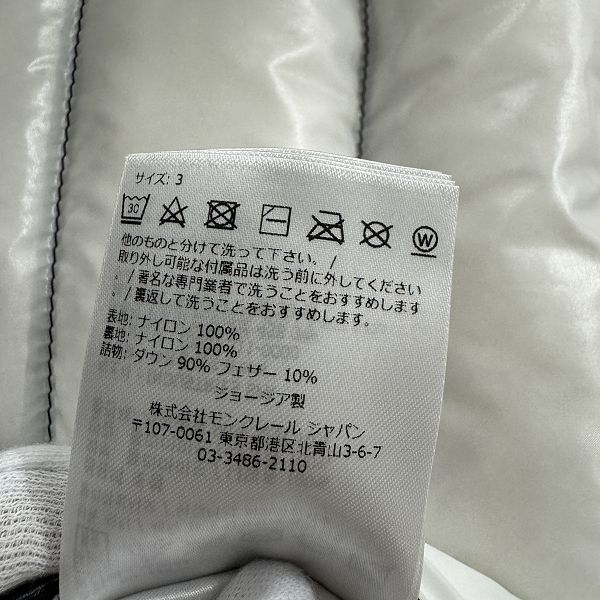 サイズ: 3
30
W
他のものと分けて洗って下さい。/
取り外し可能な付属品は洗う前に外してください
。/ 著名な専門業者で洗うことをおすすめします
。/ 裏返して洗うことをおすすめします
表地: ナイロン 100%
裏地: ナイロン 100%
詰物: ダウン 90% フェザー 10%
ジョージア製
株式会社モンクレール ジャパン
〒107-0061 東京都港区北青山3-6-7
03-3486-2110